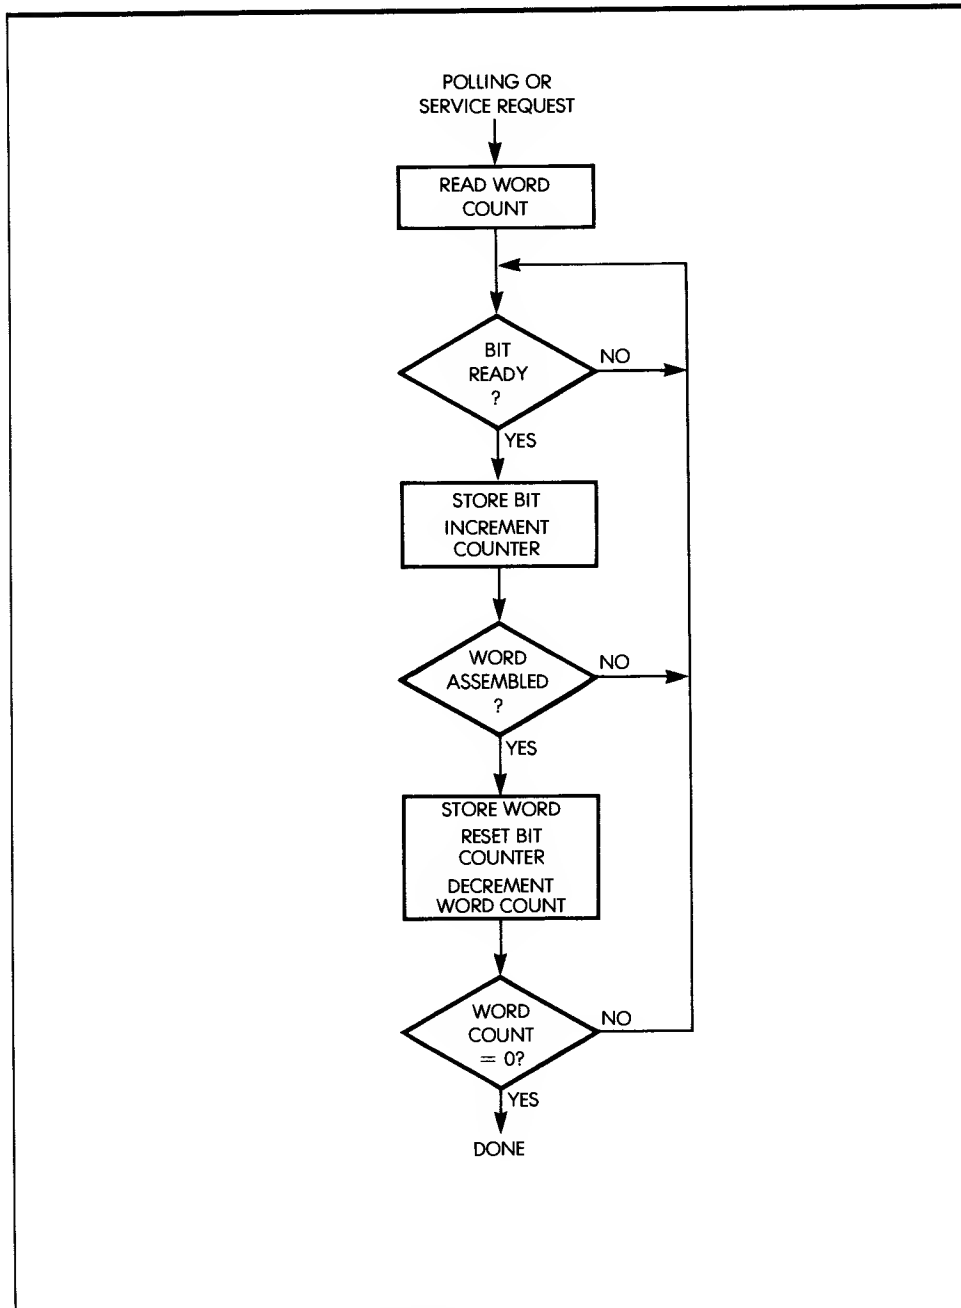 POLLING OR
SERVICE REQUEST
READ WORD
COUNT
BIT
READY
?
NO
YES
STORE BIT
INCREMENT
COUNTER
WORD
ASSEMBLED
?
NO
YES
STORE WORD
RESET BIT
COUNTER
DECREMENT
WORD COUNT
WORD
COUNT
= 0?
NO
YES
DONE